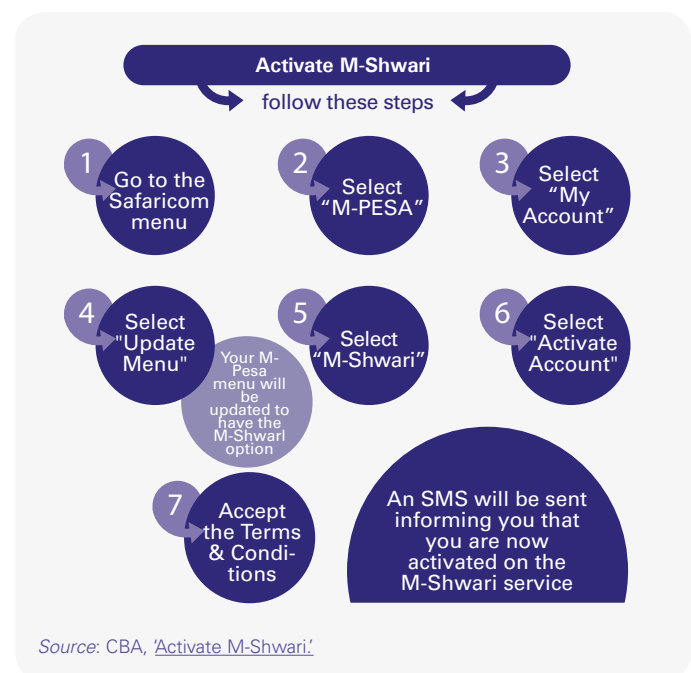 Activate M-Shwari
follow these steps
1
Go to the
Safaricom
menu
2
Select
“M-PESA”
3
Select
“My
Account”
4
Select
"Update
Menu"
Your M-
Pesa
menu will
be
updated to
have the
M-Shwarl
option
5
Select
“M-Shwari”
6
Select
"Activate
Account"
7
Accept
the Terms
& Condi-
tions
An SMS will be sent
informing you that
you are now
activated on the
M-Shwari service
Source: CBA, ‘Activate M-Shwari.’